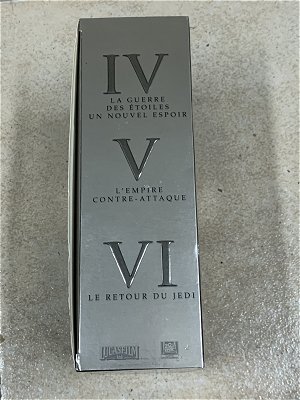 IV
LA GUERRE
DES ÉTOILES
UN NOUVEL ESPOIR
V
L'EMPIRE
CONTRE-ATTAQUE
VI
LE RETOUR DU JEDI
LUCASFILM